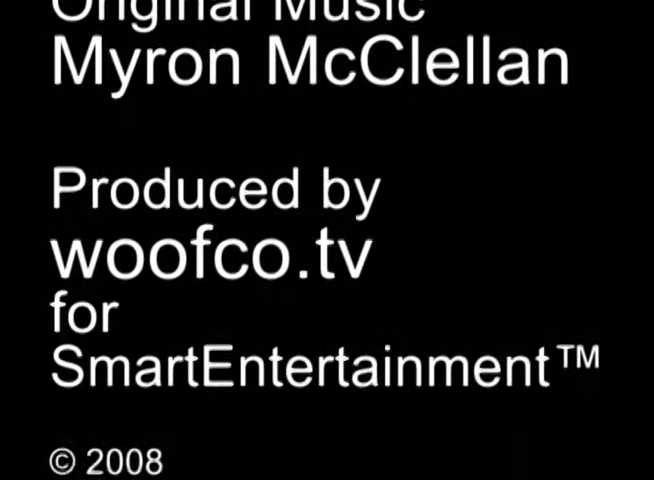 Original Music
Myron McClellan
Produced by
woofco.tv
for
SmartEntertainment™
© 2008